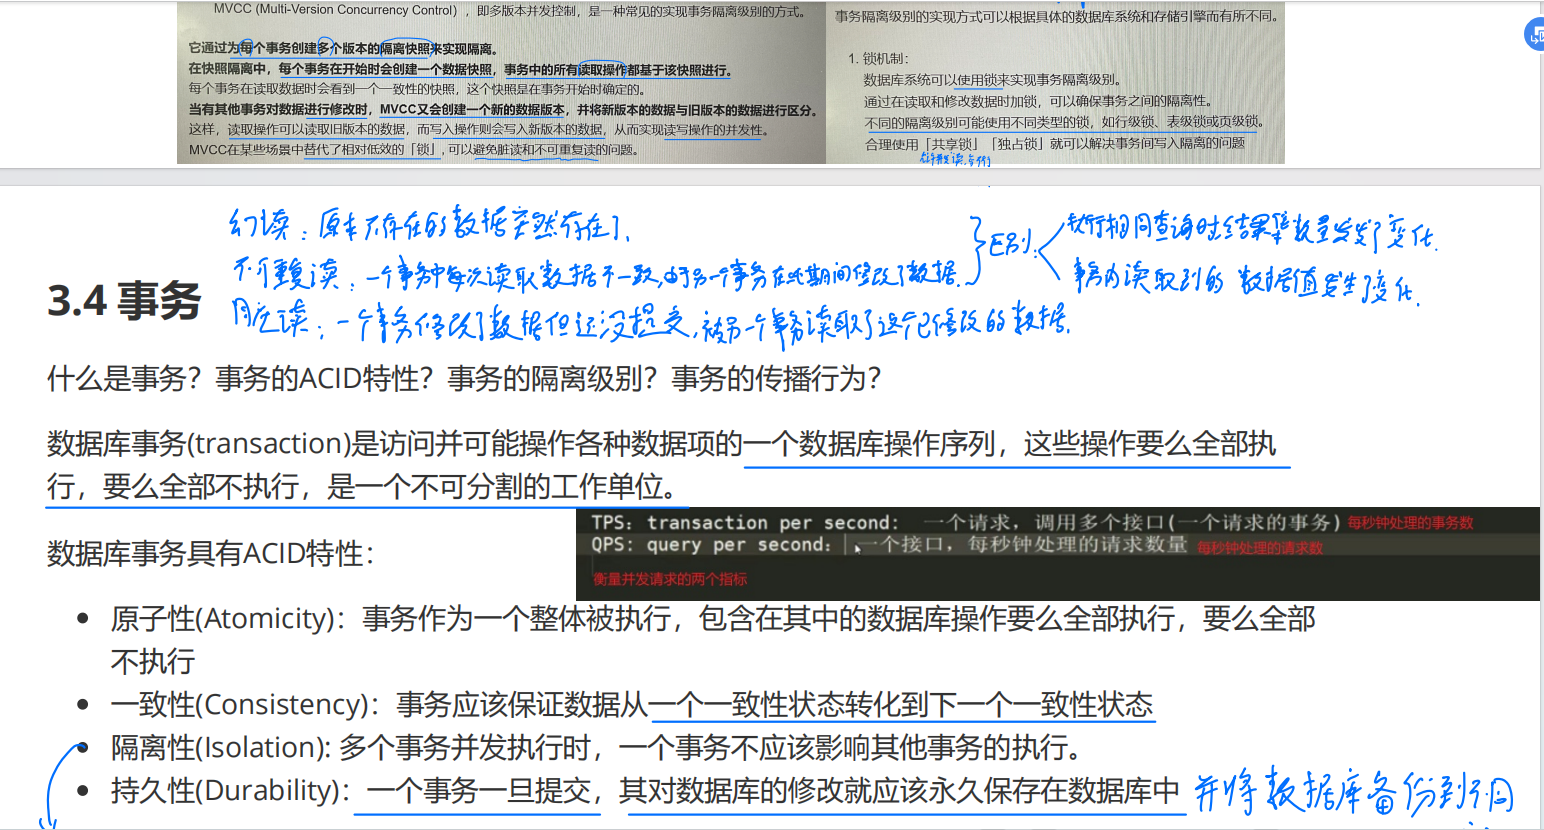 MVCC (Multi-Version Concurrency Control) ，即多版本并发控制，是一种常见的实现事务隔离级别的方式。
它通过为每个事务创建多个版本的隔离快照来实现隔离。
在快照隔离中，每个事务在开始时会创建一个数据快照，事务中的所有读取操作都基于该快照进行。
每个事务在读取数据时会看到一个一致性的快照，这个快照是在事务开始时确定的。
当有其他事务对数据进行修改时，MVCC又会创建一个新的数据版本，并将新版本的数据与旧版本的数据进行区分。
这样，读取操作可以读取旧版本的数据，而写入操作则会写入新版本的数据，从而实现读写操作的并发性。
MVCC在某些场景中替代了相对低效的「锁」,可以避免脏读和不可重复读的问题。
事务隔离级别的实现方式可以根据具体的数据库系统和存储引擎而有所不同。
1. 锁机制：
数据库系统可以使用锁来实现事务隔离级别。
通过在读取和修改数据时加锁，可以确保事务之间的隔离性。
不同的隔离级别可能使用不同类型的锁，如行级锁、表级锁或页级锁。
合理使用「共享锁」「独占锁」就可以解决事务间写入隔离的问题
幻读：原本不存在的数据突然存在了.
不可重复读：一个事务中每次读取数据不一致,由于另一个事务在此期间修改了数据.
脏读：一个事务修改了数据但还没提交,被另一个事务读取了这个已修改的数据.
区别：
执行相同查询时结果集数量发生了变化.
事务内读取到的数据值发生了变化.
3.4 事务
什么是事务？事务的ACID特性？事务的隔离级别？事务的传播行为？
数据库事务(transaction)是访问并可能操作各种数据项的一个数据库操作序列，这些操作要么全部执
行，要么全部不执行，是一个不可分割的工作单位。
TPS: transaction per second: 一个请求，调用多个接口(一个请求的事务) 每秒钟处理的事务数
QPS: query per second: 一个接口，每秒钟处理的请求数量 每秒钟处理的请求数
衡量并发请求的两个指标
数据库事务具有ACID特性：
• 原子性(Atomicity)：事务作为一个整体被执行，包含在其中的数据库操作要么全部执行，要么全部
不执行
• 一致性(Consistency)：事务应该保证数据从一个一致性状态转化到下一个一致性状态
• 隔离性(Isolation): 多个事务并发执行时，一个事务不应该影响其他事务的执行。
• 持久性(Durability)：一个事务一旦提交，其对数据库的修改就应该永久保存在数据库中 并将数据库备份到不同